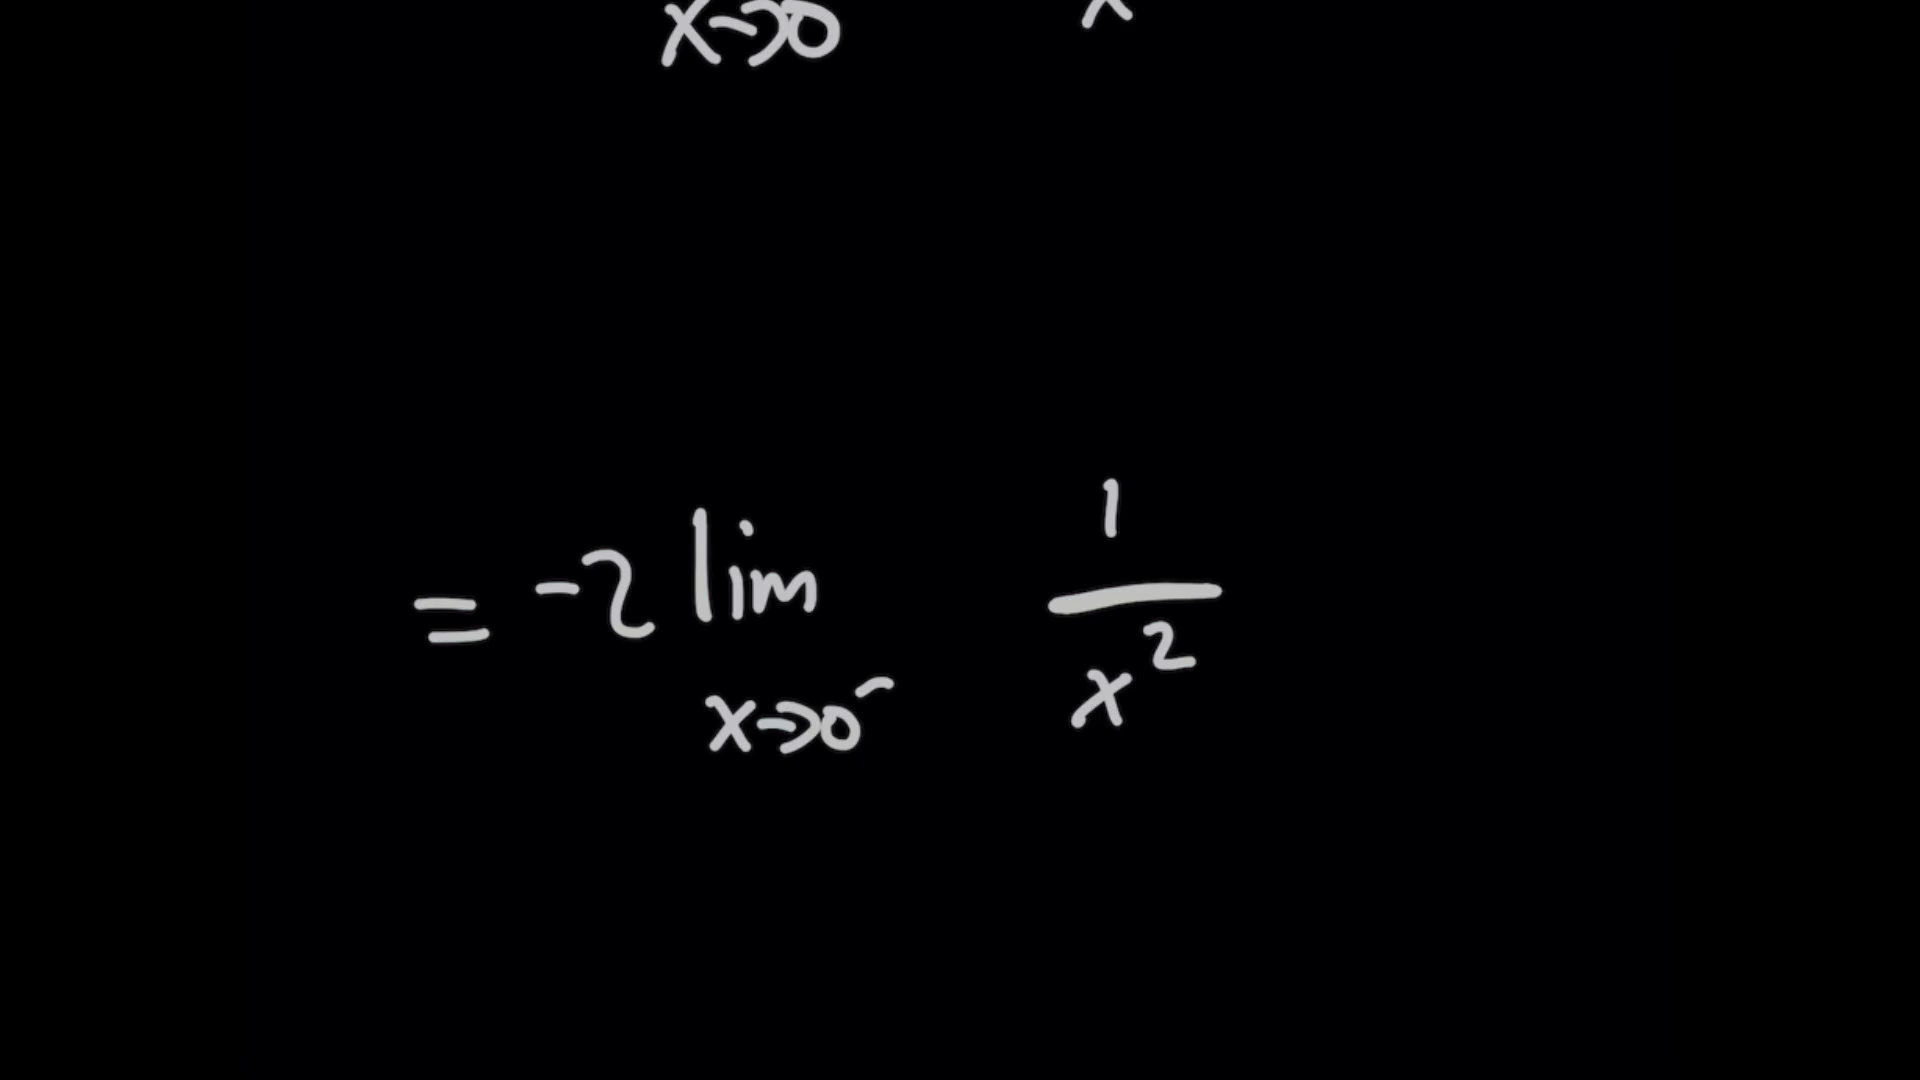 x→0 x
= -2 lim 1/x²
x→0⁻